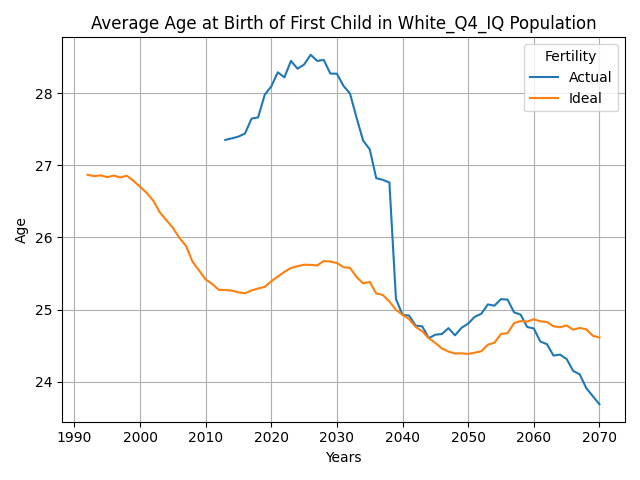 Average Age at Birth of First Child in White_Q4_IQ Population
Fertility
Actual
Ideal
Age
28
27
26
25
24
1990 2000 2010 2020 2030 2040 2050 2060 2070
Years